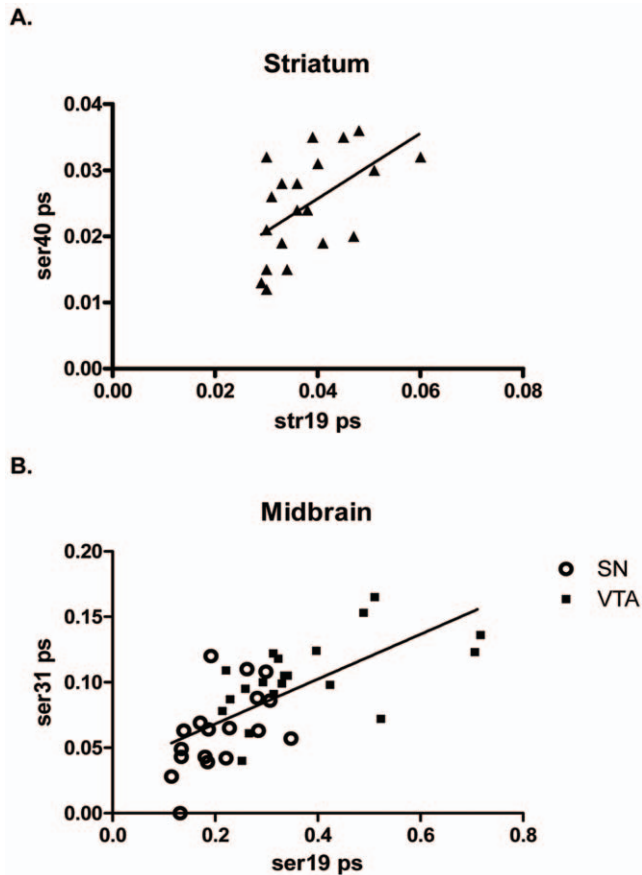 A.
Striatum
0.04
0.03
0.02
0.01
0.00
ser40 ps
0.00 0.02 0.04 0.06 0.08
str19 ps
B.
Midbrain
0.20
0.15
0.10
0.05
0.00
ser31 ps
0.0 0.2 0.4 0.6 0.8
ser19 ps
SN
VTA